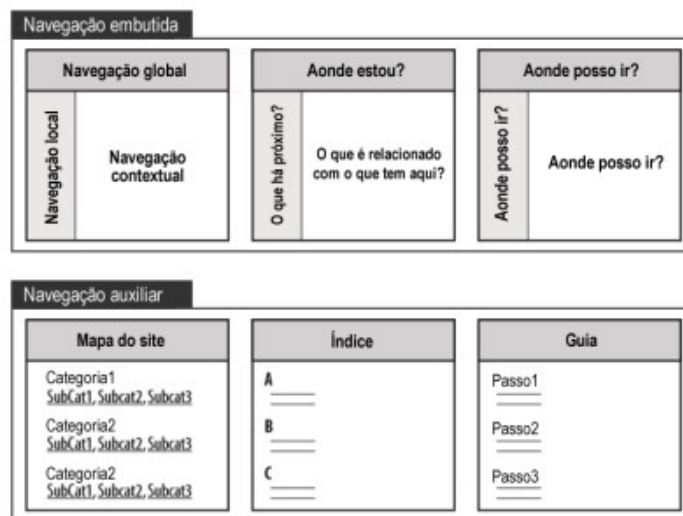 Navegação embutida
Navegação global
Navegação local
Navegação
contextual
Aonde estou?
O que há próximo?
O que é relacionado
com o que tem aqui?
Aonde posso ir?
Aonde posso ir?
Aonde posso ir?
Navegação auxiliar
Mapa do site
Categoria1
SubCat1, Subcat2, Subcat3
Categoria2
SubCat1, Subcat2, Subcat3
Categoria2
SubCat1, Subcat2, Subcat3
Índice
A
B
C
Guia
Passo1
Passo2
Passo3